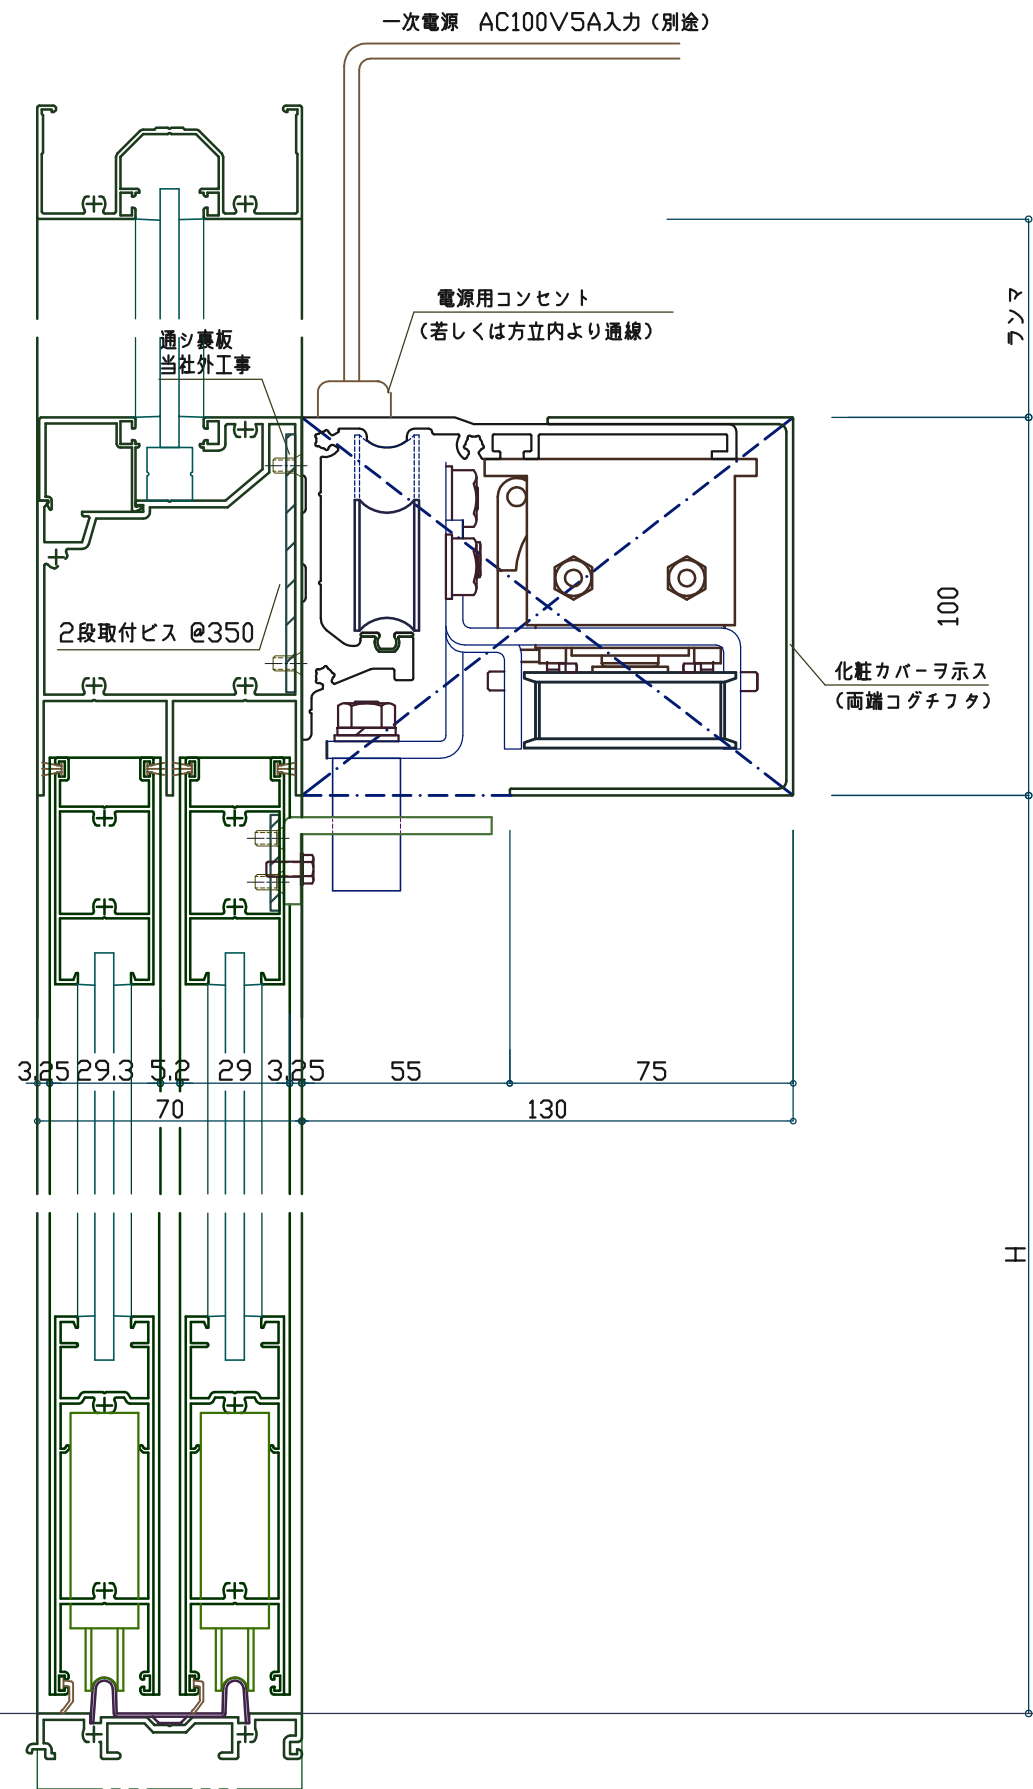 一次電源 AC100V5A入力(別途)
電源用コンセント
(若しくは方立内より通線)
ランマ
通シ裏板
当社外工事
2段取付ビス @350
100
化粧カバーヲ示ス
(両端コグチフタ)
3.25 29.3 5.2 29 3.25 55 75
70 130
H